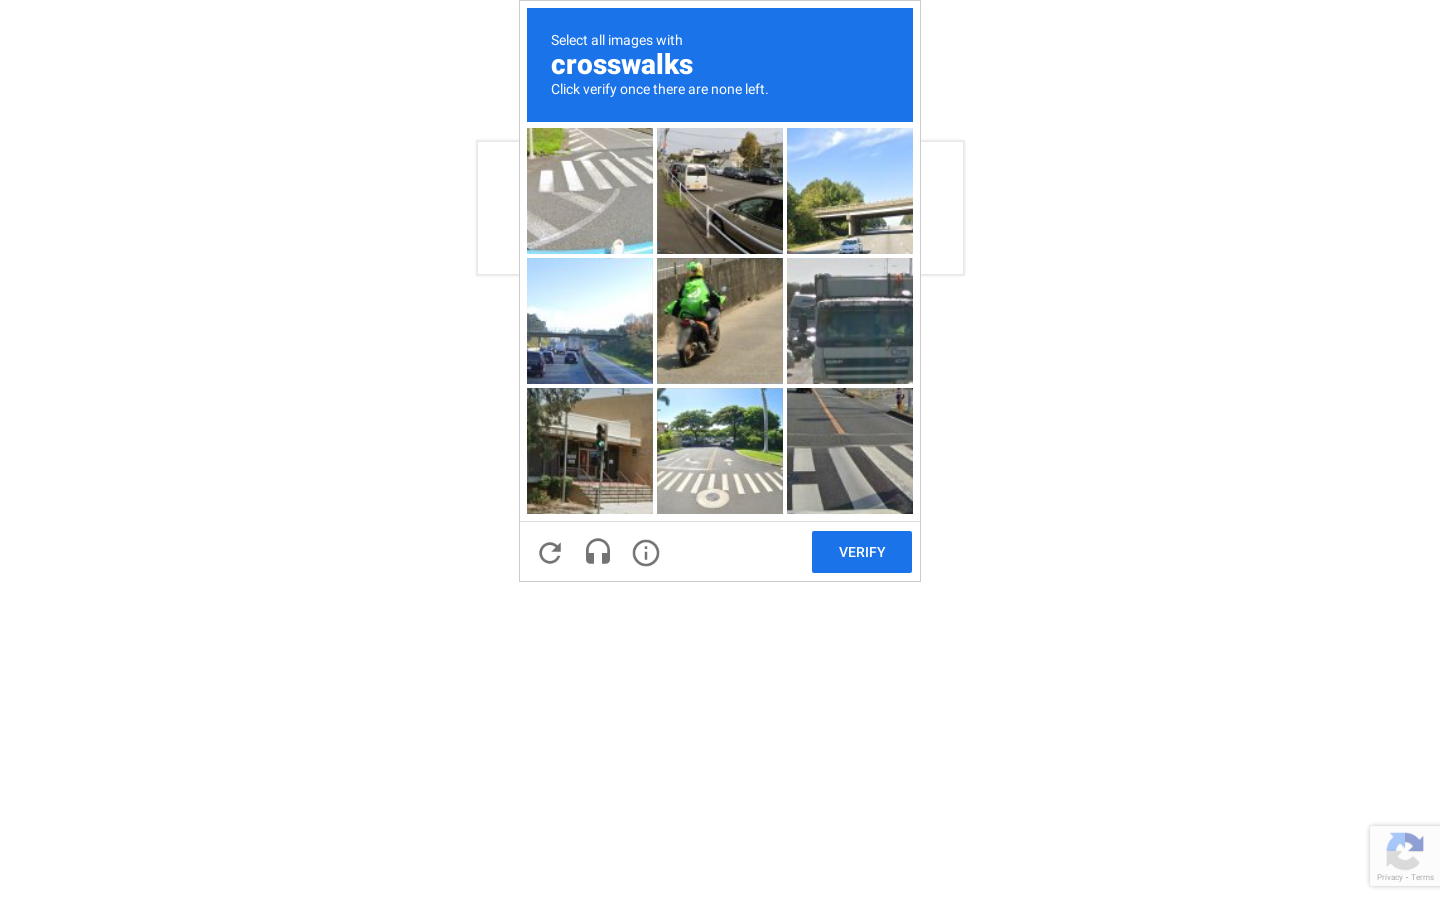 Select all images with
crosswalks
Click verify once there are none left.
VERIFY
Privacy - Terms